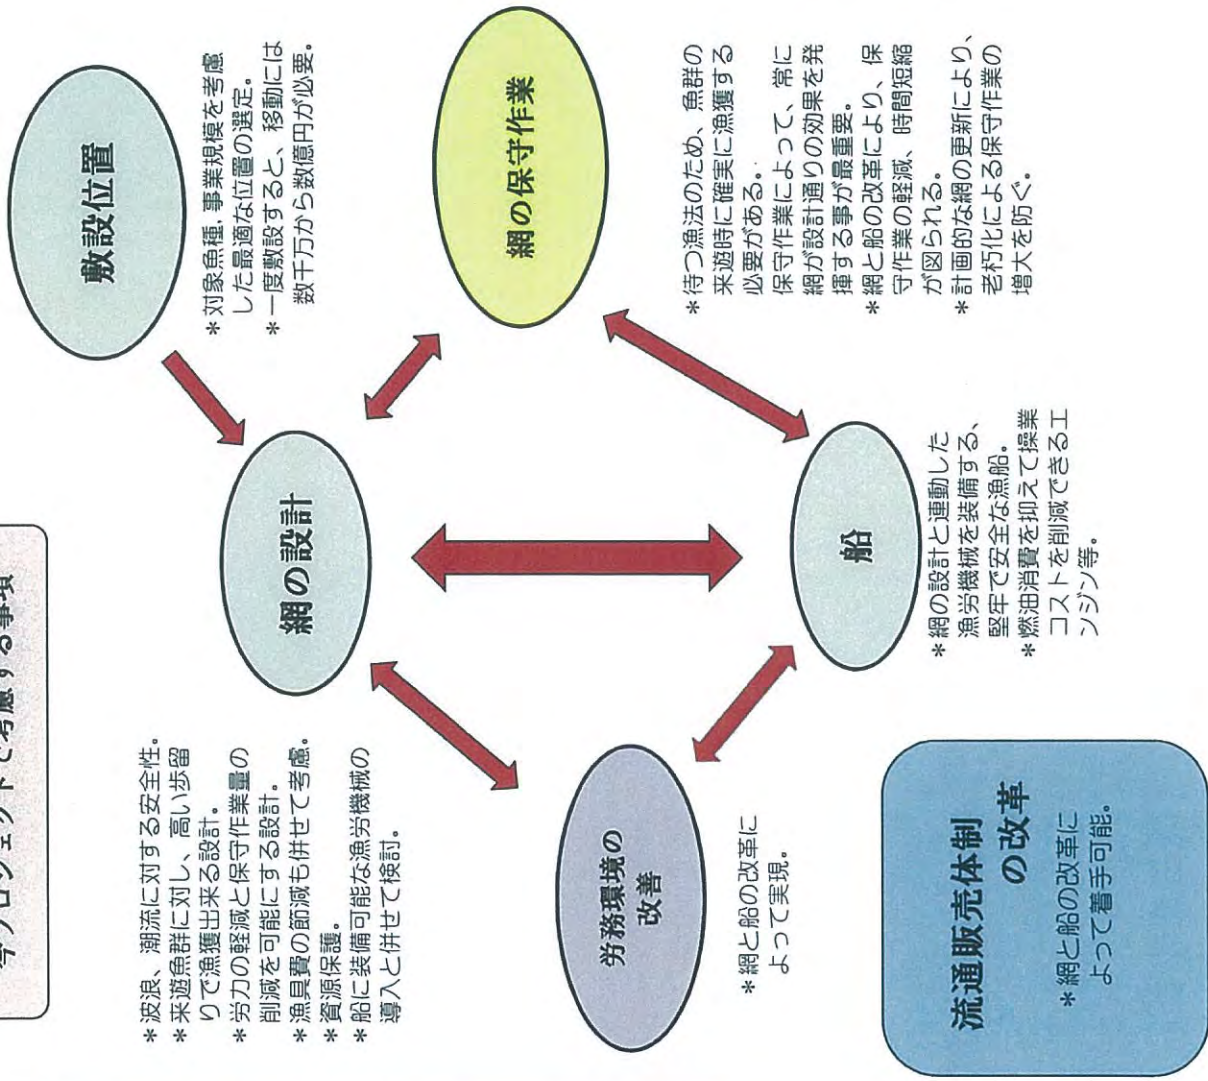 今プロジェクトで考慮する事項
敷設位置
*対象魚種、事業規模を考慮
した最適な位置の選定。
*一度敷設すると、移動には
数千万から数億円が必要。
網の設計
*波浪、潮流に対する安全性。
*来遊魚群に対し、高い歩留
りで漁獲出来る設計。
*労力の軽減と保守作業量の
削減を可能にする設計。
*漁具費の節減も併せて考慮。
*資源保護。
*船に装備可能な漁労機械の
導入と併せて検討。
網の保守作業
*待つ漁法のため、魚群の
来遊時に確実に漁獲する
必要がある。
保守作業によって、常に
網が設計通りの効果を発
揮する事が最重要。
*網と船の改革により、保
守作業の軽減、時間短縮
が図られる。
*計画的な網の更新により、
老朽化による保守作業の
増大を防ぐ。
労務環境の
改善
*網と船の改革に
よって実現。
船
*網の設計と連動した
漁労機械を装備する、
堅牢で安全な漁船。
*燃油消費を抑えて操業
コストを削減できるエ
ンジン等。
流通販売体制
の改革
*網と船の改革に
よって着手可能。